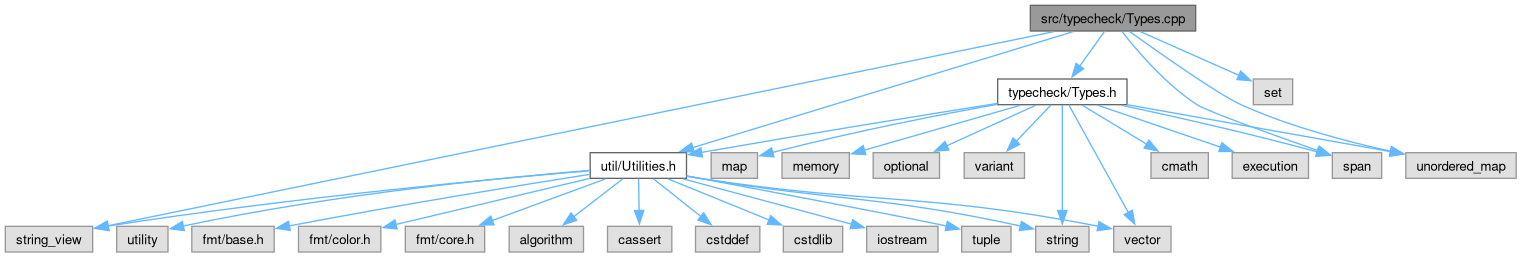 src/typecheck/Types.cpp
typecheck/Types.h
set
util/Utilities.h
map
memory
optional
variant
cmath
execution
span
unordered_map
string_view
utility
fmt/base.h
fmt/color.h
fmt/core.h
algorithm
cassert
cstddef
cstdlib
iostream
tuple
string
vector